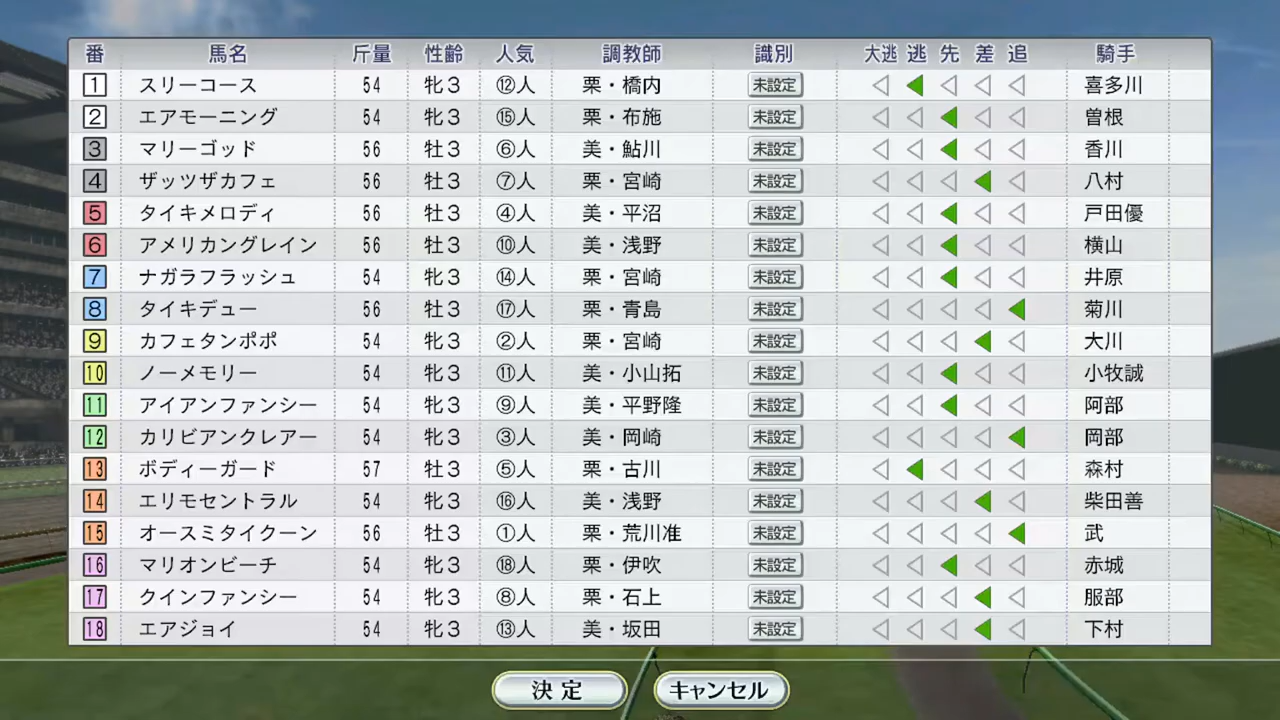 番 馬名 斤量 性齢 人気 調教師 識別 大逃 逃 先 差 追 騎手
1 スリーコース 54 牝3 ⑫人 栗・橋内 未設定 喜多川
2 エアモーニング 54 牝3 ⑮人 栗・布施 未設定 曽根
3 マリーゴッド 56 牡3 ⑥人 美・鮎川 未設定 香川
4 ザッツザカフェ 56 牡3 ⑦人 栗・宮崎 未設定 八村
5 タイキメロディ 56 牡3 ④人 美・平沼 未設定 戸田優
6 アメリカングレイン 56 牡3 ⑩人 美・浅野 未設定 横山
7 ナガラフラッシュ 54 牝3 ⑭人 栗・宮崎 未設定 井原
8 タイキデュー 56 牡3 ⑰人 栗・青島 未設定 菊川
9 カフェタンポポ 54 牝3 ②人 栗・宮崎 未設定 大川
10 ノーメモリー 54 牝3 ⑪人 美・小山拓 未設定 小牧誠
11 アイアンファンシー 54 牝3 ⑨人 美・平野隆 未設定 阿部
12 カリビアンクレアー 54 牝3 ③人 美・岡崎 未設定 岡部
13 ボディーガード 57 牡3 ⑤人 栗・古川 未設定 森村
14 エリモセントラル 54 牝3 ⑯人 美・浅野 未設定 柴田善
15 オースミタイクーン 56 牡3 ①人 栗・荒川准 未設定 武
16 マリオンビーチ 54 牝3 ⑱人 栗・伊吹 未設定 赤城
17 クインファンシー 54 牝3 ⑧人 栗・石上 未設定 服部
18 エアジョイ 54 牝3 ⑬人 美・坂田 未設定 下村
決定 キャンセル